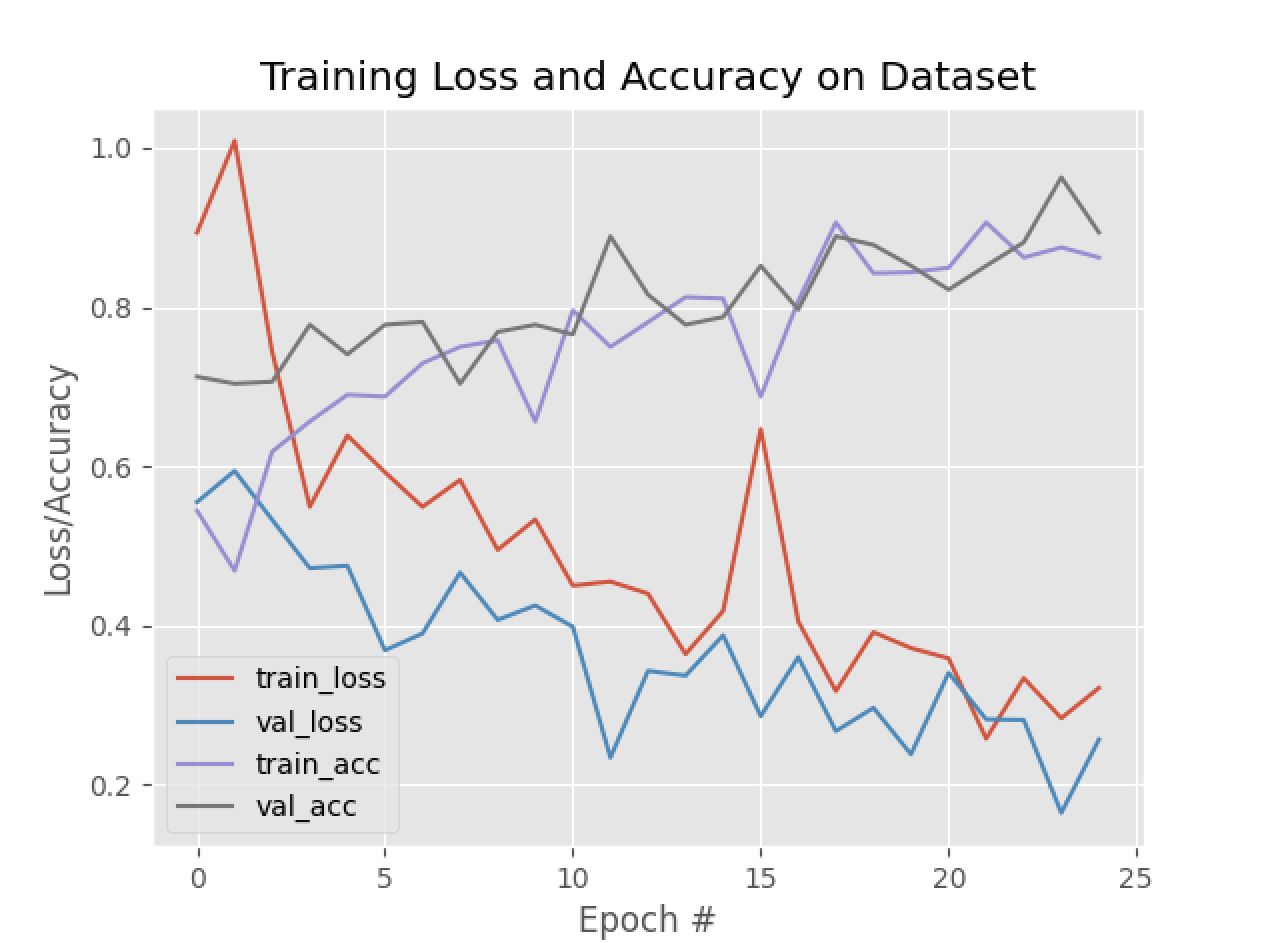 Training Loss and Accuracy on Dataset
1.0
0.8
0.6
0.4
0.2
Loss/Accuracy
train_loss
val_loss
train_acc
val_acc
0 5 10 15 20 25
Epoch #